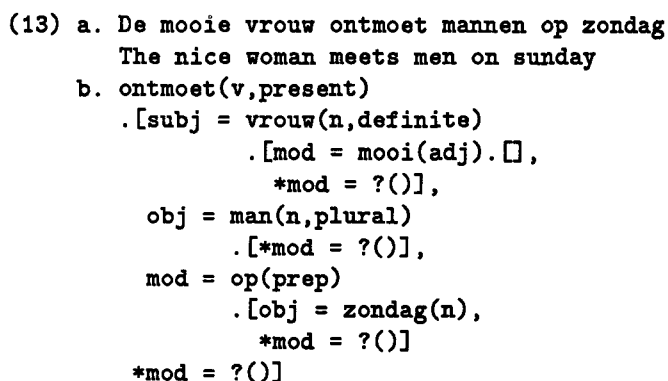 (13) a. De mooie vrouw ontmoet mannen op zondag
The nice woman meets men on sunday
b. ontmoet(v,present)
.[subj = vrouw(n,definite)
.[mod = mooi(adj).[],
*mod = ?()],
obj = man(n,plural)
.[*mod = ?()],
mod = op(prep)
.[obj = zondag(n),
*mod = ?()]
*mod = ?()]